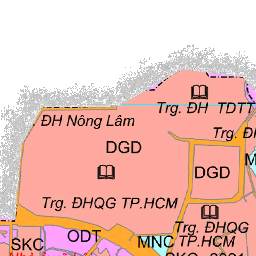 Trg. ĐH TDTT
ĐH Nông Lâm
Trg. Đ
DGD
DGD
Trg. ĐHQG TP.HCM
Trg. ĐHQG
TP.HCM
ODT
MNC
SKC